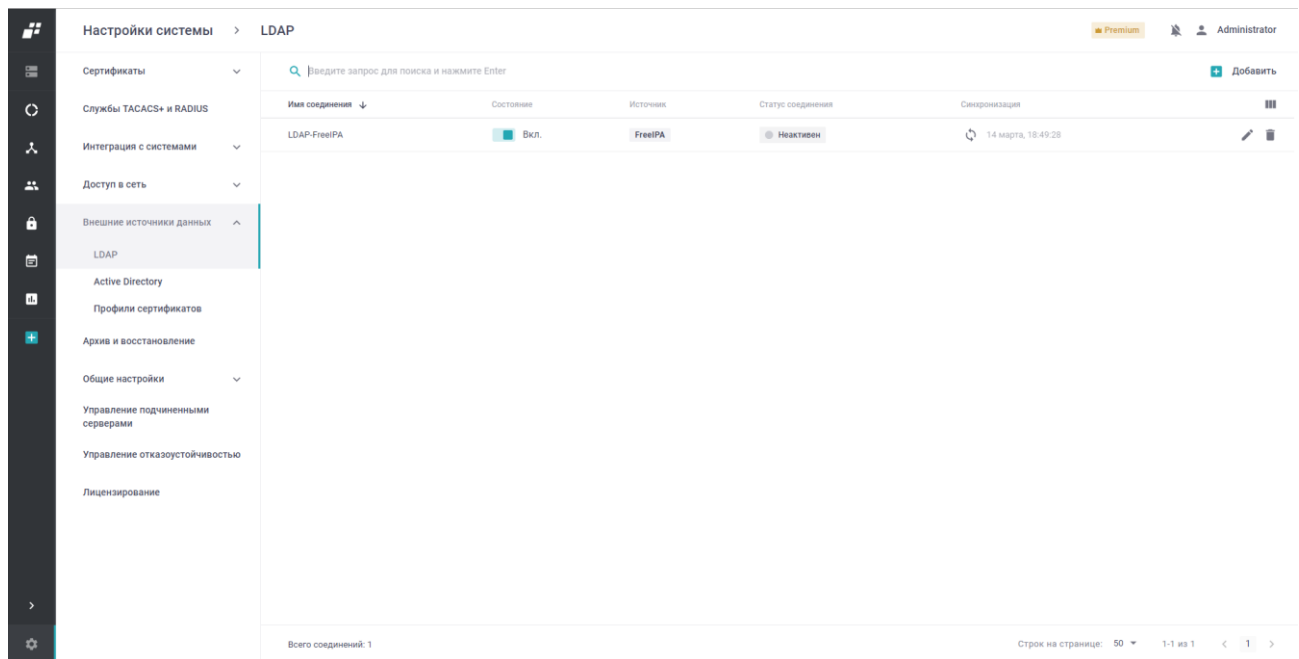 Настройки системы > LDAP
Premium
Administrator
Сертификаты
Введите запрос для поиска и нажмите Enter
Добавить
Службы TACACS+ и RADIUS
Имя соединения
Состояние
Источник
Статус соединения
Синхронизация
LDAP-FreeIPA
Вкл.
FreeIPA
Неактивен
14 марта, 18:49:28
Интеграция с системами
Доступ в сеть
Внешние источники данных
LDAP
Active Directory
Профили сертификатов
Архив и восстановление
Общие настройки
Управление подчиненными
серверами
Управление отказоустойчивостью
Лицензирование
Всего соединений: 1
Строк на странице: 50
1-1 из 1
< 1 >